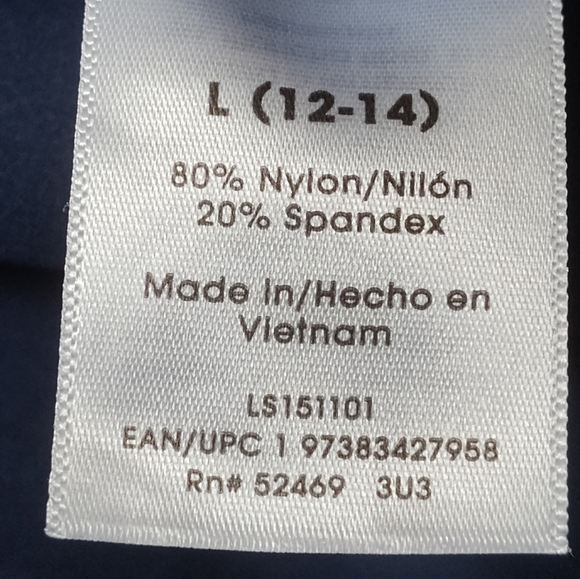 L (12-14)
80% Nylon/Nilón
20% Spandex
Made In/Hecho en
Vietnam
LS151101
EAN/UPC 1 97383427958
Rn# 52469 3U3